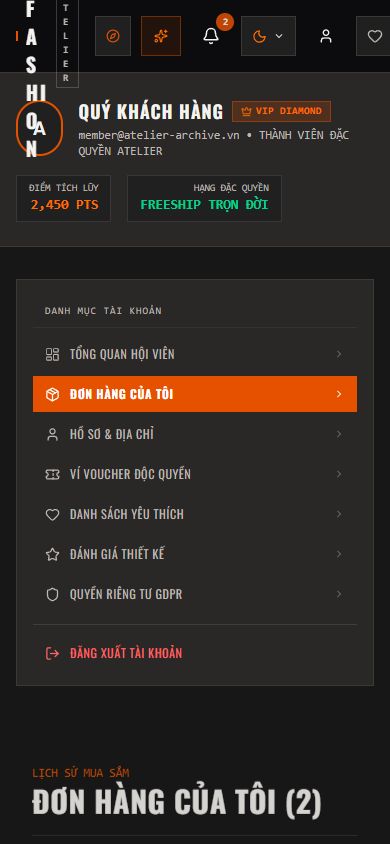 FASHION
TELIER
2
A
QUÝ KHÁCH HÀNG
VIP DIAMOND
member@atelier-archive.vn • THÀNH VIÊN ĐẶC
QUYỀN ATELIER
ĐIỂM TÍCH LŨY
2,450 PTS
HẠNG ĐẶC QUYỀN
FREESHIP TRỌN ĐỜI
DANH MỤC TÀI KHOẢN
TỔNG QUAN HỘI VIÊN
ĐƠN HÀNG CỦA TÔI
HỒ SƠ & ĐỊA CHỈ
VÍ VOUCHER ĐỘC QUYỀN
DANH SÁCH YÊU THÍCH
ĐÁNH GIÁ THIẾT KẾ
QUYỀN RIÊNG TƯ GDPR
ĐĂNG XUẤT TÀI KHOẢN
LỊCH SỬ MUA SẮM
ĐƠN HÀNG CỦA TÔI (2)